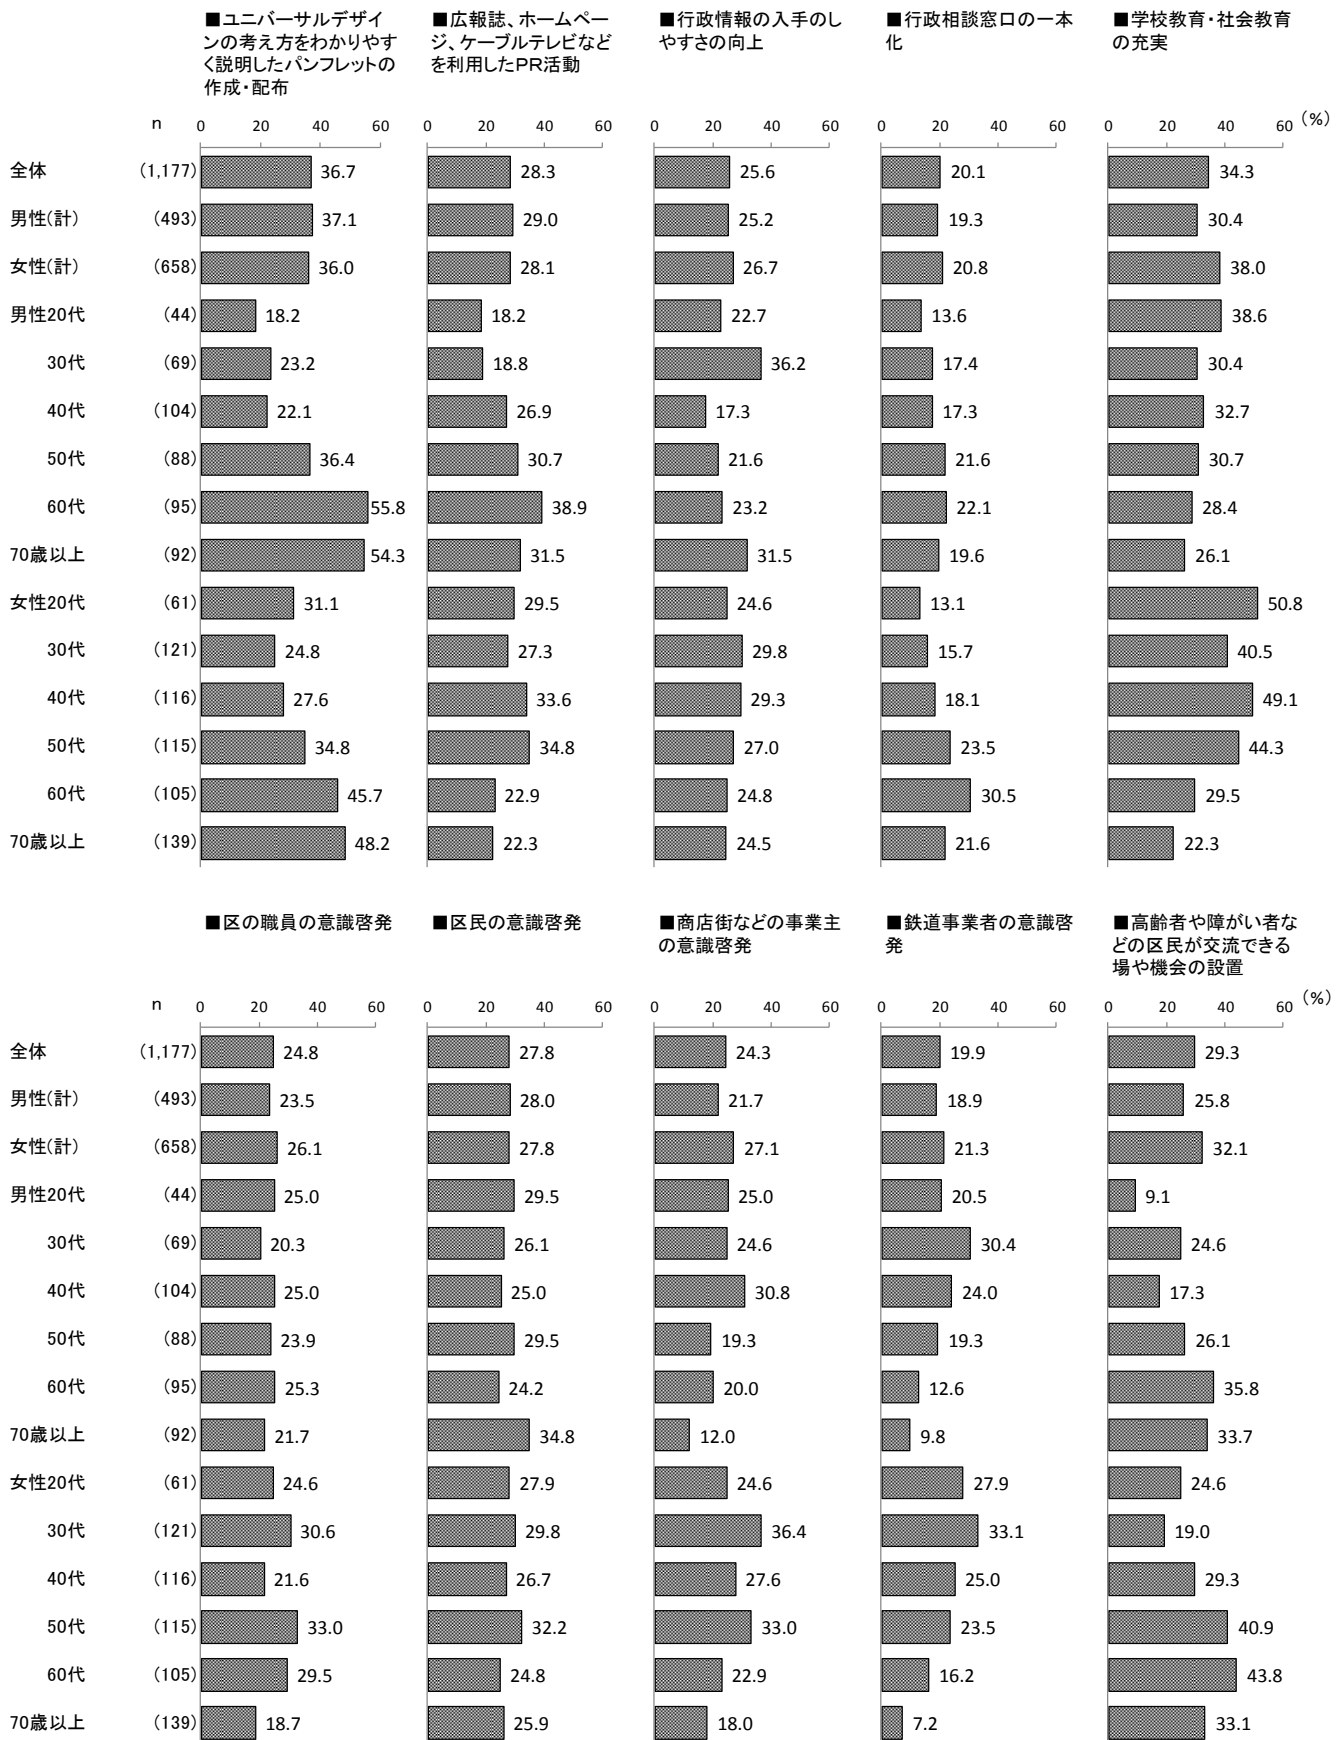 ■ユニバーサルデザイ
ンの考え方をわかりやす
く説明したパンフレットの
作成・配布
■広報誌、ホームペー
ジ、ケーブルテレビなど
を利用したPR活動
■行政情報の入手のし
やすさの向上
■行政相談窓口の一本
化
■学校教育・社会教育
の充実
n 0 20 40 60 0 20 40 60 0 20 40 60 0 20 40 60 0 20 40 60 (%)
全体 (1,177) 36.7 28.3 25.6 20.1 34.3
男性(計) (493) 37.1 29.0 25.2 19.3 30.4
女性(計) (658) 36.0 28.1 26.7 20.8 38.0
男性20代 (44) 18.2 18.2 22.7 13.6 38.6
30代 (69) 23.2 18.8 36.2 17.4 30.4
40代 (104) 22.1 26.9 17.3 17.3 32.7
50代 (88) 36.4 30.7 21.6 21.6 30.7
60代 (95) 55.8 38.9 23.2 22.1 28.4
70歳以上 (92) 54.3 31.5 31.5 19.6 26.1
女性20代 (61) 31.1 29.5 24.6 13.1 50.8
30代 (121) 24.8 27.3 29.8 15.7 40.5
40代 (116) 27.6 33.6 29.3 18.1 49.1
50代 (115) 34.8 34.8 27.0 23.5 44.3
60代 (105) 45.7 22.9 24.8 30.5 29.5
70歳以上 (139) 48.2 22.3 24.5 21.6 22.3
■区の職員の意識啓発
■区民の意識啓発
■商店街などの事業主
の意識啓発
■鉄道事業者の意識啓
発
■高齢者や障がい者な
どの区民が交流できる
場や機会の設置
n 0 20 40 60 0 20 40 60 0 20 40 60 0 20 40 60 0 20 40 60 (%)
全体 (1,177) 24.8 27.8 24.3 19.9 29.3
男性(計) (493) 23.5 28.0 21.7 18.9 25.8
女性(計) (658) 26.1 27.8 27.1 21.3 32.1
男性20代 (44) 25.0 29.5 25.0 20.5 9.1
30代 (69) 20.3 26.1 24.6 30.4 24.6
40代 (104) 25.0 25.0 30.8 24.0 17.3
50代 (88) 23.9 29.5 19.3 19.3 26.1
60代 (95) 25.3 24.2 20.0 12.6 35.8
70歳以上 (92) 21.7 34.8 12.0 9.8 33.7
女性20代 (61) 24.6 27.9 24.6 27.9 24.6
30代 (121) 30.6 29.8 36.4 33.1 19.0
40代 (116) 21.6 26.7 27.6 25.0 29.3
50代 (115) 33.0 32.2 33.0 23.5 40.9
60代 (105) 29.5 24.8 22.9 16.2 43.8
70歳以上 (139) 18.7 25.9 18.0 7.2 33.1